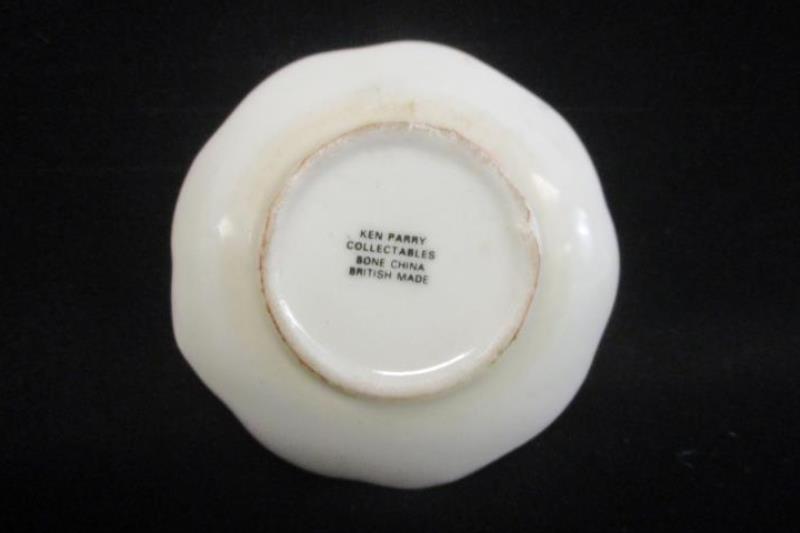 KEN PARRY
COLLECTABLES
BONE CHINA
BRITISH MADE